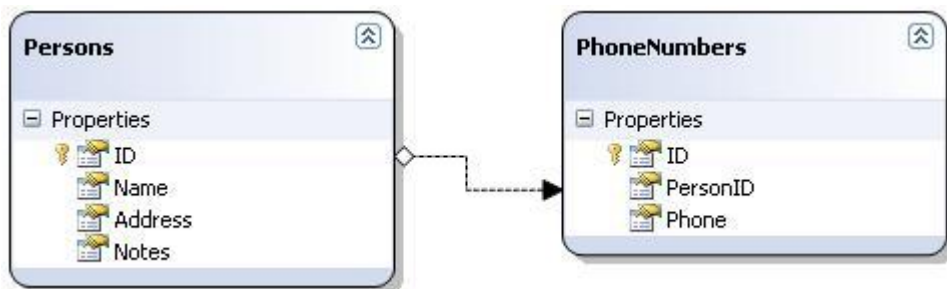 Persons
Properties
ID
Name
Address
Notes
PhoneNumbers
Properties
ID
PersonID
Phone